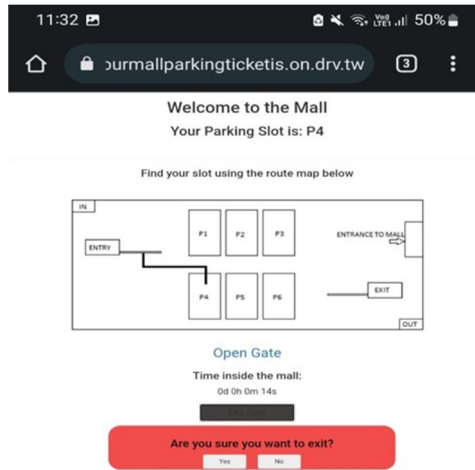 11:32
Vo))
LTE1 50%
ourmallparkingticketis.on.drv.tw
3
Welcome to the Mall
Your Parking Slot is: P4
Find your slot using the route map below
IN
P1 P2 P3
ENTRANCE TO MALL
ENTRY
P4 P5 P6
EXIT
OUT
Open Gate
Time inside the mall:
0d 0h 0m 14s
Are you sure you want to exit?
Yes No